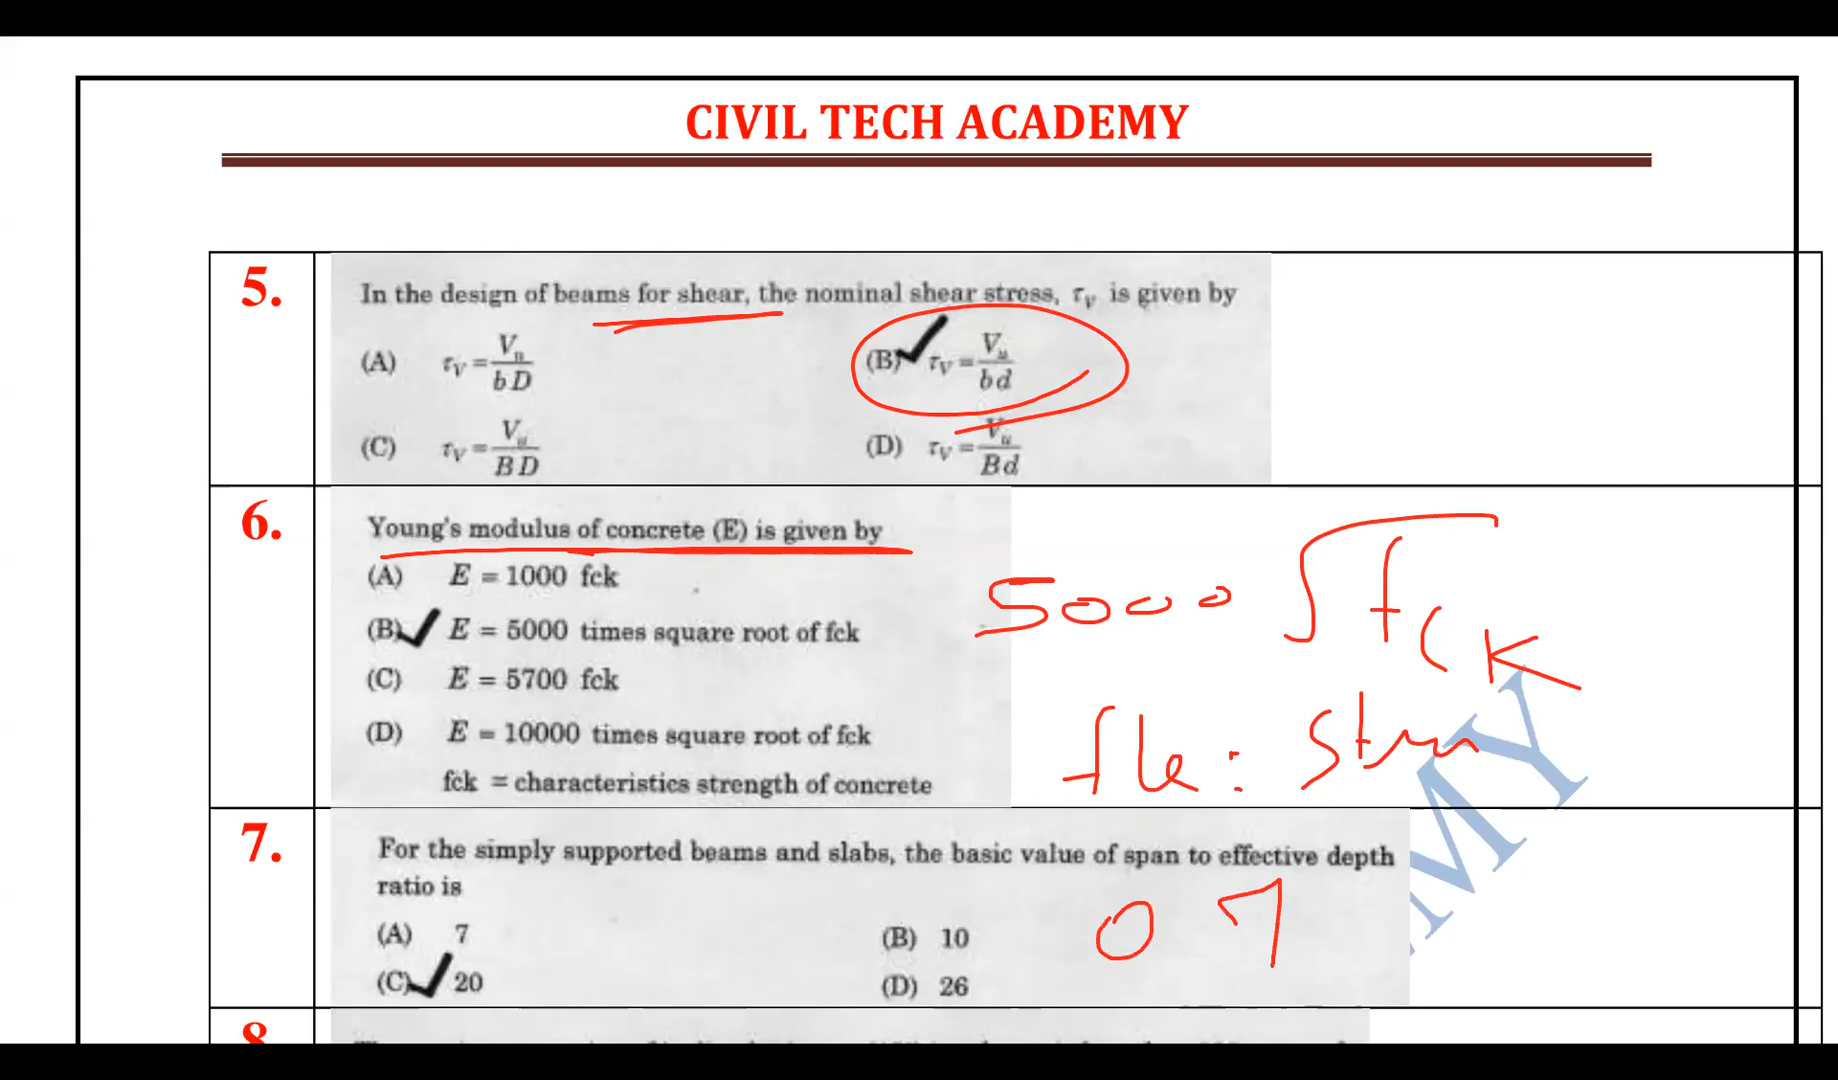 CIVIL TECH ACADEMY
5. In the design of beams for shear, the nominal shear stress, τv is given by
(A) τv = Vu/bD (B) τv = Vu/bd
(C) τv = Vu/BD (D) τv = Vu/Bd
6. Young's modulus of concrete (E) is given by
(A) E = 1000 fck
(B) E = 5000 times square root of fck
5000 √fck
(C) E = 5700 fck
(D) E = 10000 times square root of fck
fck = characteristics strength of concrete
7. For the simply supported beams and slabs, the basic value of span to effective depth
ratio is
(A) 7 (B) 10
(C) 20 (D) 26
07
8
MY